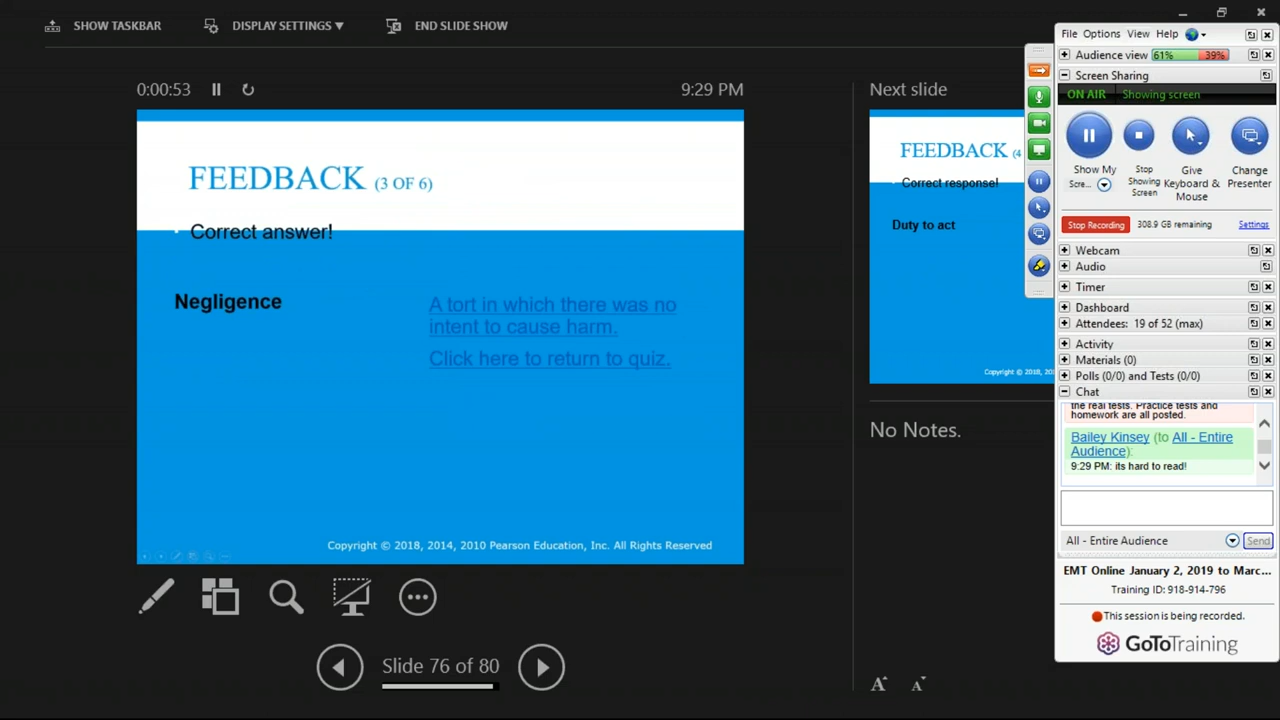 SHOW TASKBAR
DISPLAY SETTINGS ▼
END SLIDE SHOW
0:00:53
9:29 PM
FEEDBACK (3 OF 6)
Correct answer!
Negligence
A tort in which there was no
intent to cause harm.
Click here to return to quiz.
Copyright © 2018, 2014, 2010 Pearson Education, Inc. All Rights Reserved
Slide 76 of 80
Next slide
FEEDBACK (4
Correct response!
Duty to act
Copyright © 2018, 20
No Notes.
A A
File Options View Help
Audience view 61% 39%
Screen Sharing
ON AIR Showing screen
Show My
Scre...
Stop
Showing
Screen
Give
Keyboard &
Mouse
Change
Presenter
Stop Recording 308.9 GB remaining Settings
Webcam
Audio
Timer
Dashboard
Attendees: 19 of 52 (max)
Activity
Materials (0)
Polls (0/0) and Tests (0/0)
Chat
the real tests. Practice tests and
homework are all posted.
Bailey Kinsey (to All - Entire
Audience):
9:29 PM: its hard to read!
All - Entire Audience
Send
EMT Online January 2, 2019 to Marc...
Training ID: 918-914-796
This session is being recorded.
GoToTraining